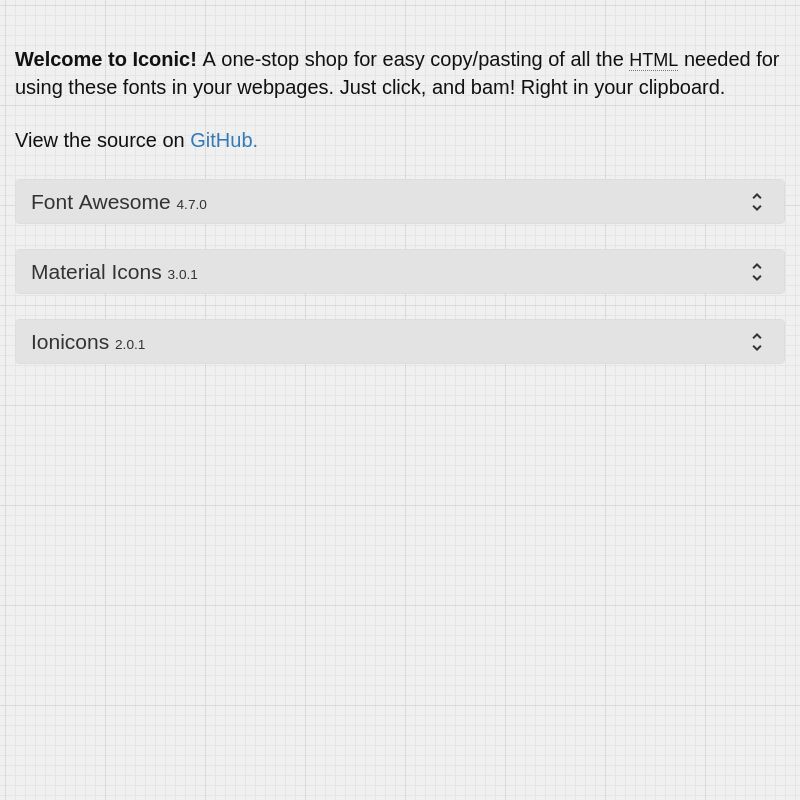 Welcome to Iconic! A one-stop shop for easy copy/pasting of all the HTML needed for
using these fonts in your webpages. Just click, and bam! Right in your clipboard.
View the source on GitHub.
Font Awesome 4.7.0
Material Icons 3.0.1
Ionicons 2.0.1